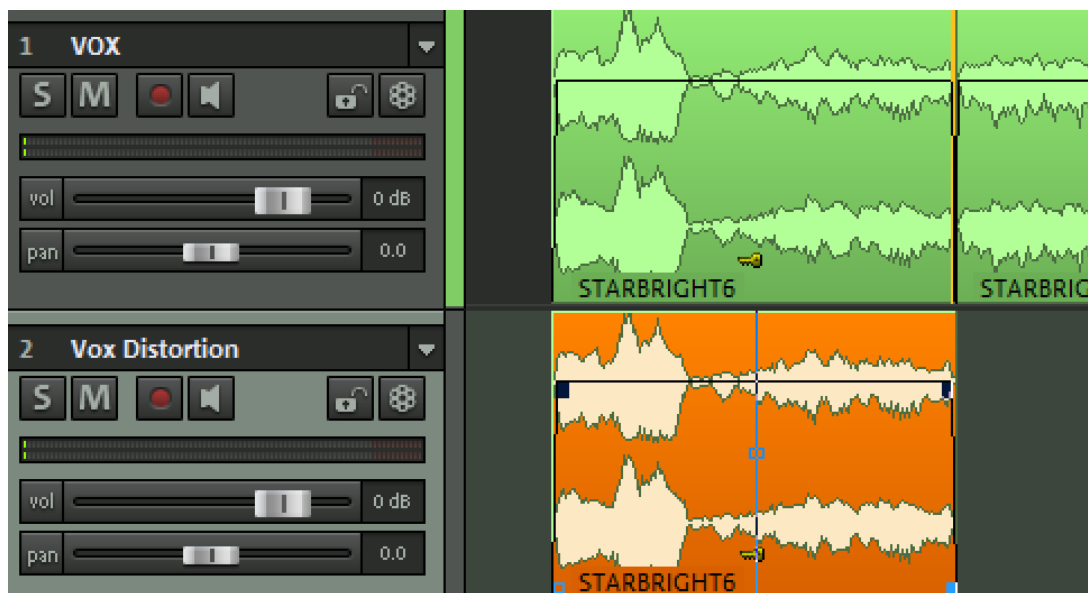 1 VOX
S M
vol 0 dB
pan 0.0
STARBRIGHT6 STARBRIG
2 Vox Distortion
S M
vol 0 dB
pan 0.0
STARBRIGHT6